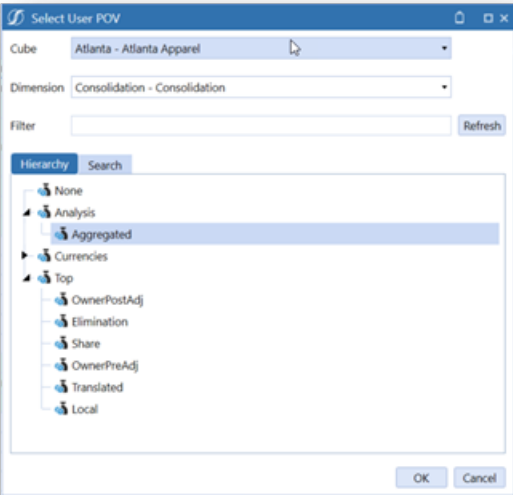 Select User POV
Cube Atlanta - Atlanta Apparel
Dimension Consolidation - Consolidation
Filter Refresh
Hierarchy Search
None
Analysis
Aggregated
Currencies
Top
OwnerPostAdj
Elimination
Share
OwnerPreAdj
Translated
Local
OK Cancel